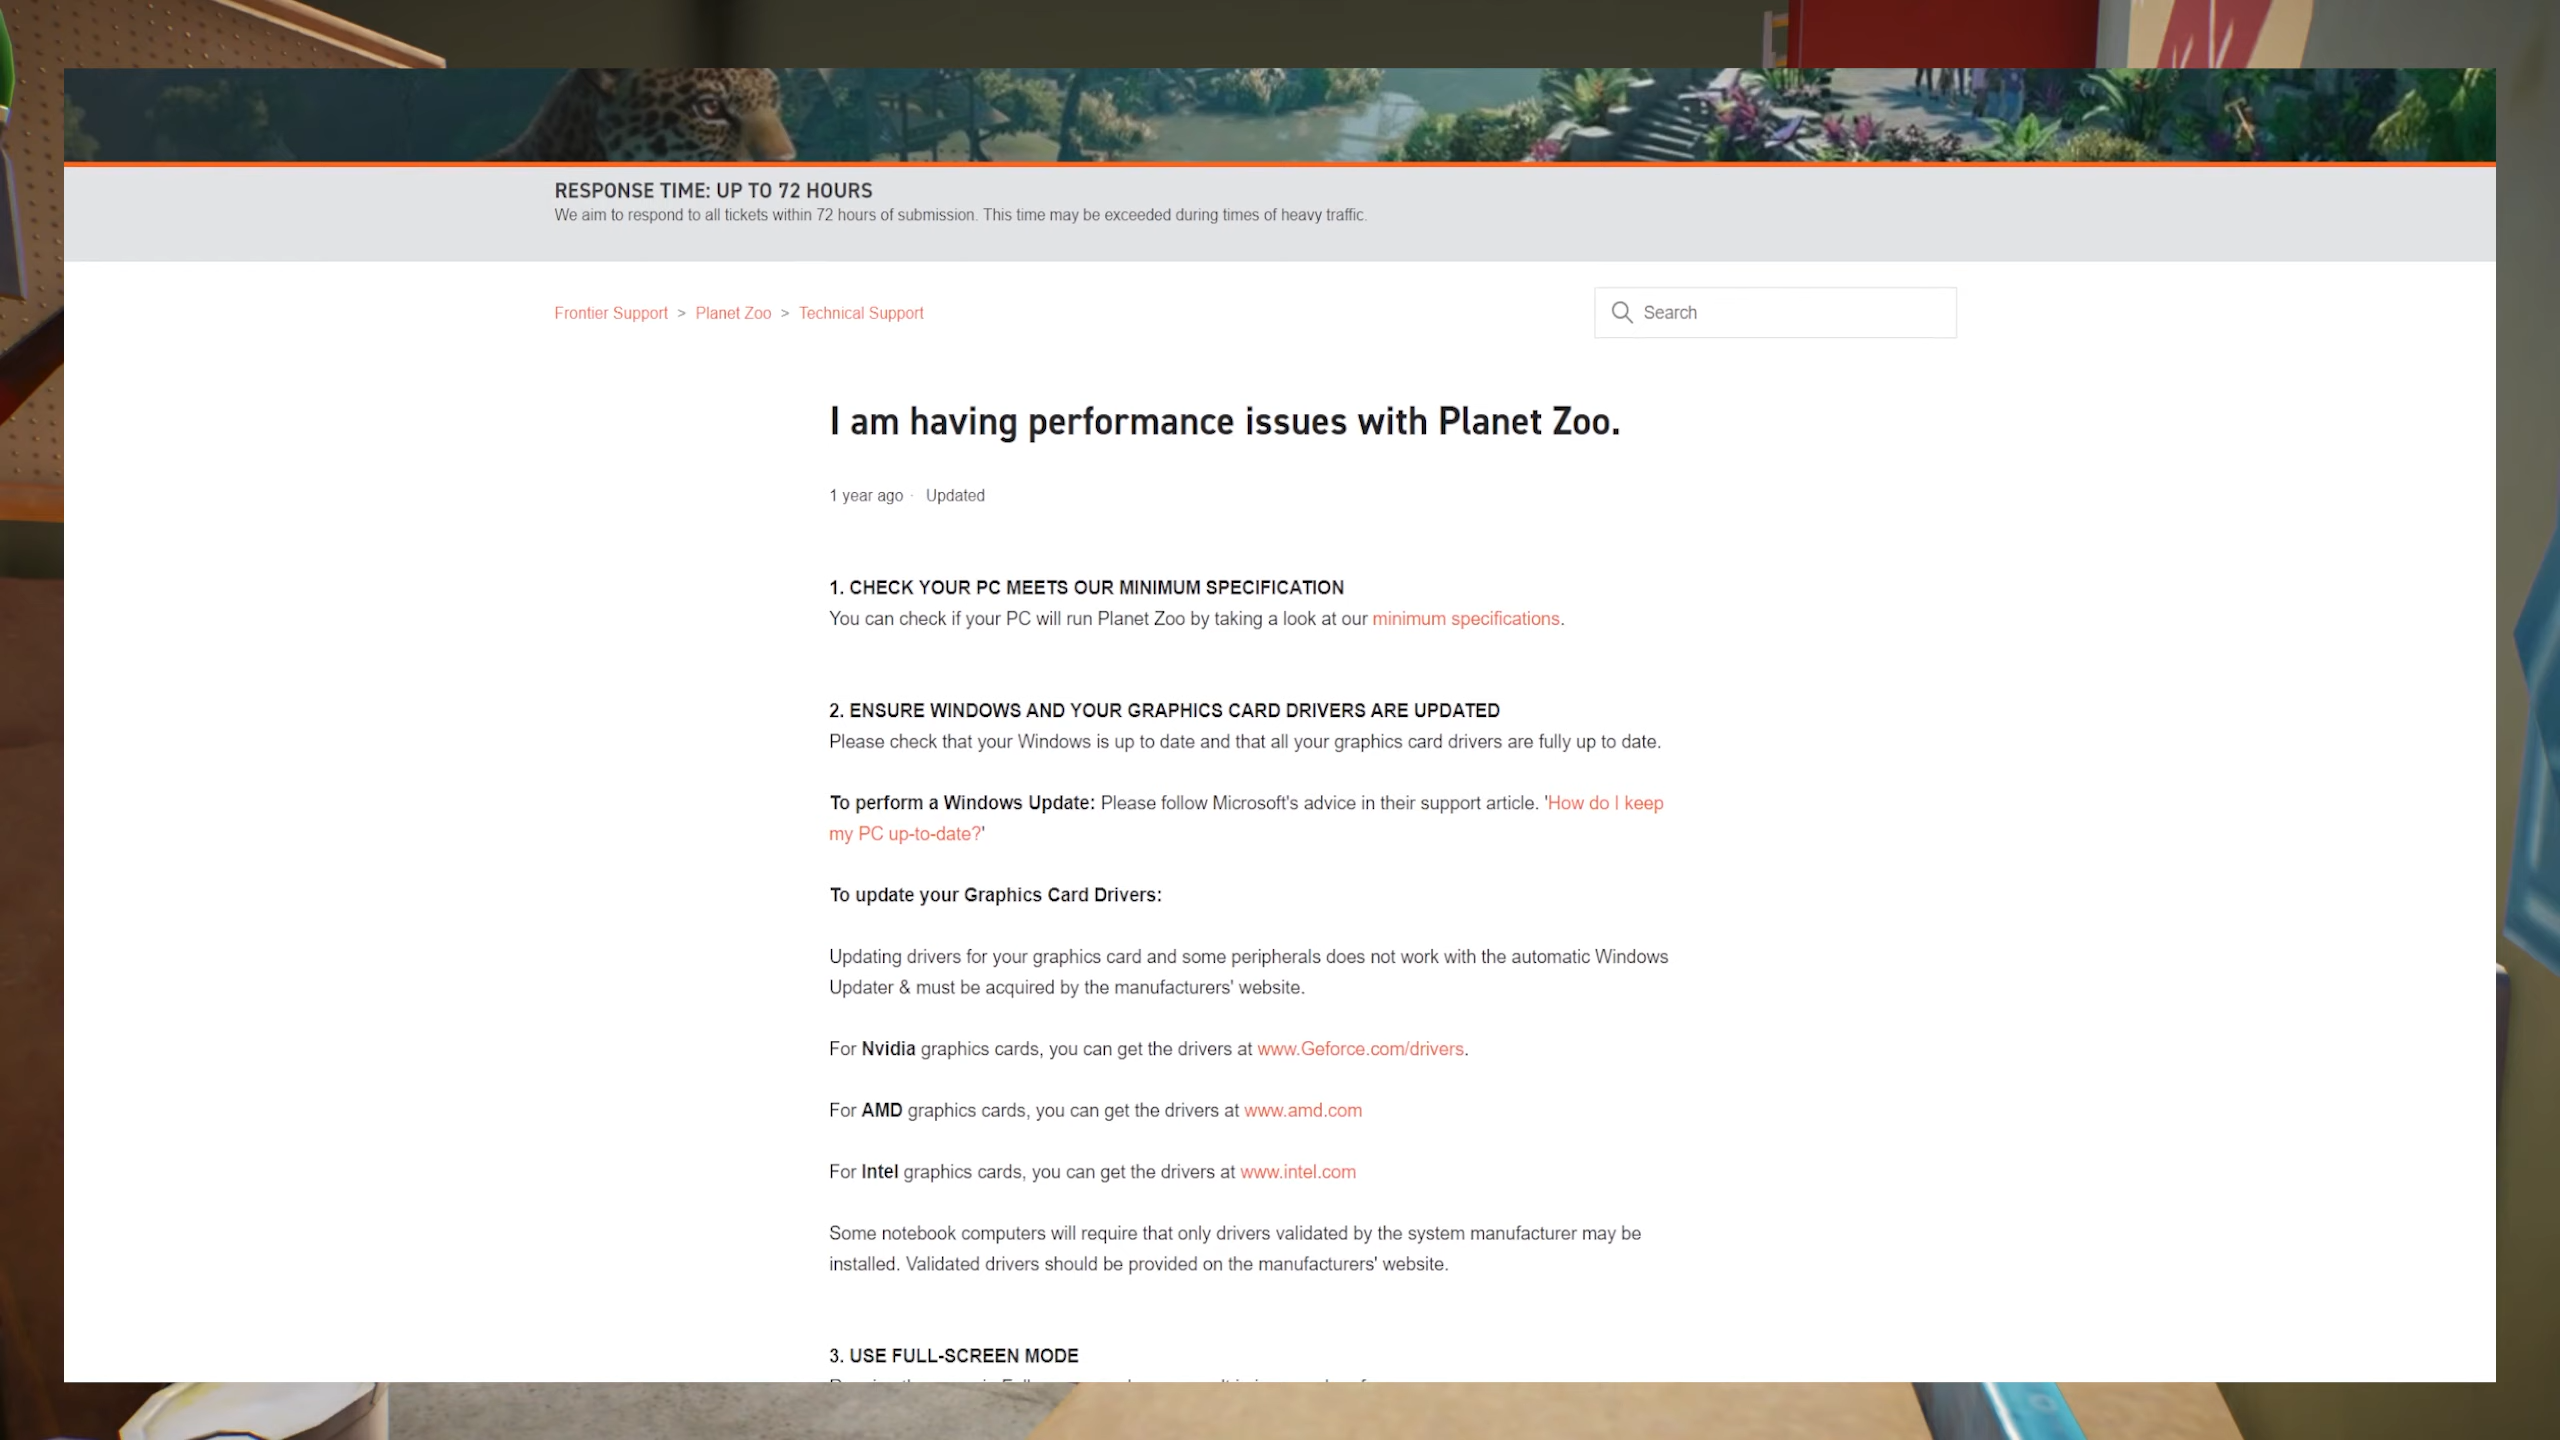 RESPONSE TIME: UP TO 72 HOURS
We aim to respond to all tickets within 72 hours of submission. This time may be exceeded during times of heavy traffic.
Frontier Support > Planet Zoo > Technical Support
Search
I am having performance issues with Planet Zoo.
1 year ago · Updated
1. CHECK YOUR PC MEETS OUR MINIMUM SPECIFICATION
You can check if your PC will run Planet Zoo by taking a look at our minimum specifications.
2. ENSURE WINDOWS AND YOUR GRAPHICS CARD DRIVERS ARE UPDATED
Please check that your Windows is up to date and that all your graphics card drivers are fully up to date.
To perform a Windows Update: Please follow Microsoft's advice in their support article. 'How do I keep
my PC up-to-date?'
To update your Graphics Card Drivers:
Updating drivers for your graphics card and some peripherals does not work with the automatic Windows
Updater & must be acquired by the manufacturers' website.
For Nvidia graphics cards, you can get the drivers at www.Geforce.com/drivers.
For AMD graphics cards, you can get the drivers at www.amd.com
For Intel graphics cards, you can get the drivers at www.intel.com
Some notebook computers will require that only drivers validated by the system manufacturer may be
installed. Validated drivers should be provided on the manufacturers' website.
3. USE FULL-SCREEN MODE